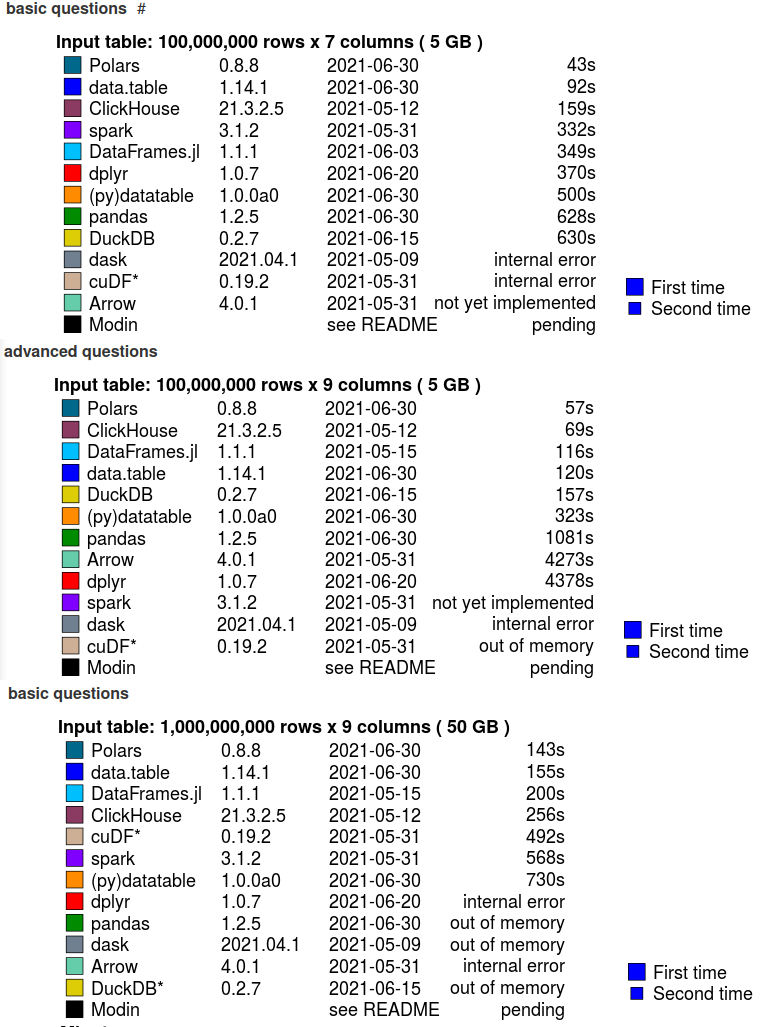 basic questions #
Input table: 100,000,000 rows x 7 columns ( 5 GB )
Polars 0.8.8 2021-06-30 43s
data.table 1.14.1 2021-06-30 92s
ClickHouse 21.3.2.5 2021-05-12 159s
spark 3.1.2 2021-05-31 332s
DataFrames.jl 1.1.1 2021-06-03 349s
dplyr 1.0.7 2021-06-20 370s
(py)datatable 1.0.0a0 2021-06-30 500s
pandas 1.2.5 2021-06-30 628s
DuckDB 0.2.7 2021-06-15 630s
dask 2021.04.1 2021-05-09 internal error
cuDF* 0.19.2 2021-05-31 internal error First time
Arrow 4.0.1 2021-05-31 not yet implemented Second time
Modin see README pending
advanced questions
Input table: 100,000,000 rows x 9 columns ( 5 GB )
Polars 0.8.8 2021-06-30 57s
ClickHouse 21.3.2.5 2021-05-12 69s
DataFrames.jl 1.1.1 2021-05-15 116s
data.table 1.14.1 2021-06-30 120s
DuckDB 0.2.7 2021-06-15 157s
(py)datatable 1.0.0a0 2021-06-30 323s
pandas 1.2.5 2021-06-30 1081s
Arrow 4.0.1 2021-05-31 4273s
dplyr 1.0.7 2021-06-20 4378s
spark 3.1.2 2021-05-31 not yet implemented
dask 2021.04.1 2021-05-09 internal error First time
cuDF* 0.19.2 2021-05-31 out of memory Second time
Modin see README pending
basic questions
Input table: 1,000,000,000 rows x 9 columns ( 50 GB )
Polars 0.8.8 2021-06-30 143s
data.table 1.14.1 2021-06-30 155s
DataFrames.jl 1.1.1 2021-05-15 200s
ClickHouse 21.3.2.5 2021-05-12 256s
cuDF* 0.19.2 2021-05-31 492s
spark 3.1.2 2021-05-31 568s
(py)datatable 1.0.0a0 2021-06-30 730s
dplyr 1.0.7 2021-06-20 internal error
pandas 1.2.5 2021-06-30 out of memory
dask 2021.04.1 2021-05-09 out of memory
Arrow 4.0.1 2021-05-31 internal error First time
DuckDB* 0.2.7 2021-06-15 out of memory Second time
Modin see README pending